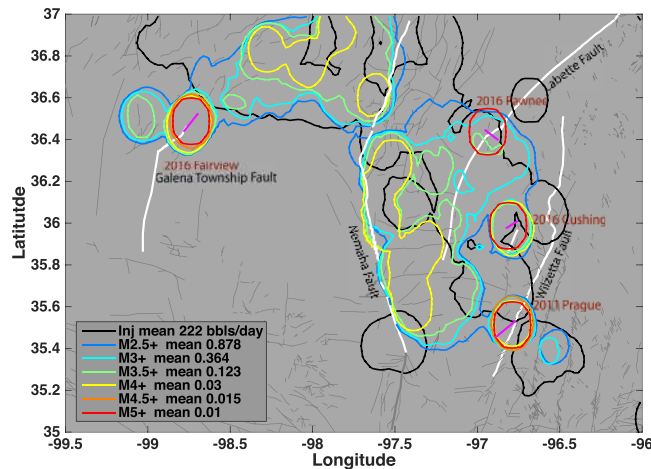 37
36.8
36.6
36.4
36.2
36
35.8
35.6
35.4
35.2
35
Latitutde
2016 Pawnee
Labette Fault
2016 Fairview
Galena Township Fault
2016 Cushing
Nemaha Fault
Wilzetta Fault
2011 Prague
Inj mean 222 bbls/day
M2.5+ mean 0.878
M3+ mean 0.364
M3.5+ mean 0.123
M4+ mean 0.03
M4.5+ mean 0.015
M5+ mean 0.01
-99.5 -99 -98.5 -98 -97.5 -97 -96.5 -96
Longitude